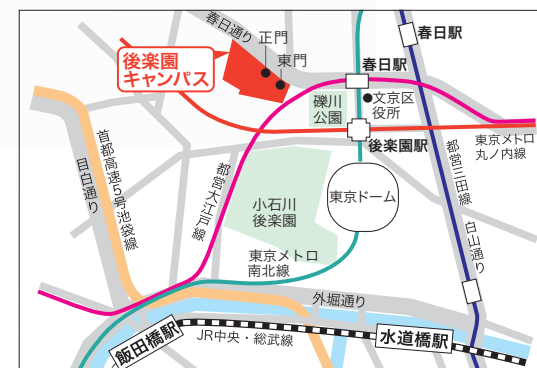 春日通り
正門
東門
後楽園
キャンパス
春日駅
春日駅
礫川
公園
文京区
役所
後楽園駅
東京メトロ
丸ノ内線
首都高速5号池袋線
目白通り
都営大江戸線
都営三田線
白山通り
小石川
後楽園
東京ドーム
東京メトロ
南北線
外堀通り
飯田橋駅
JR中央・総武線
水道橋駅